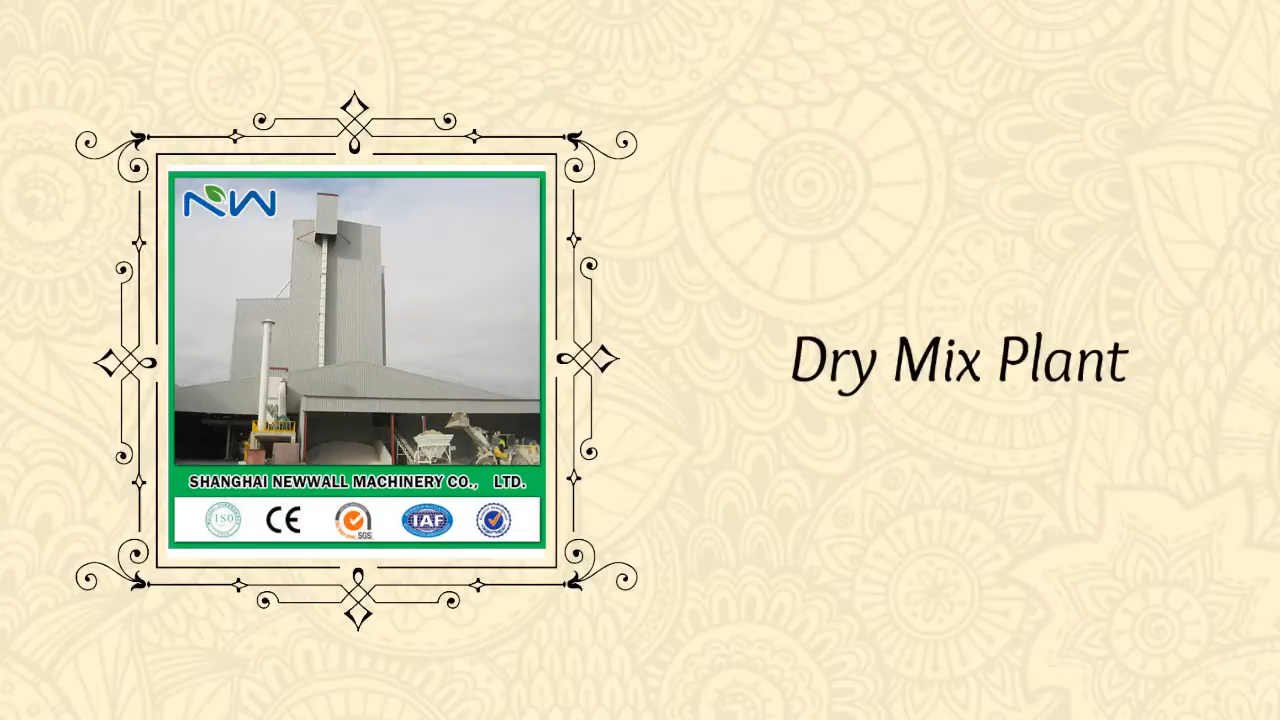 NW
SHANGHAI NEWWALL MACHINERY CO., LTD.
ISO CE SGS IAF
Dry Mix Plant